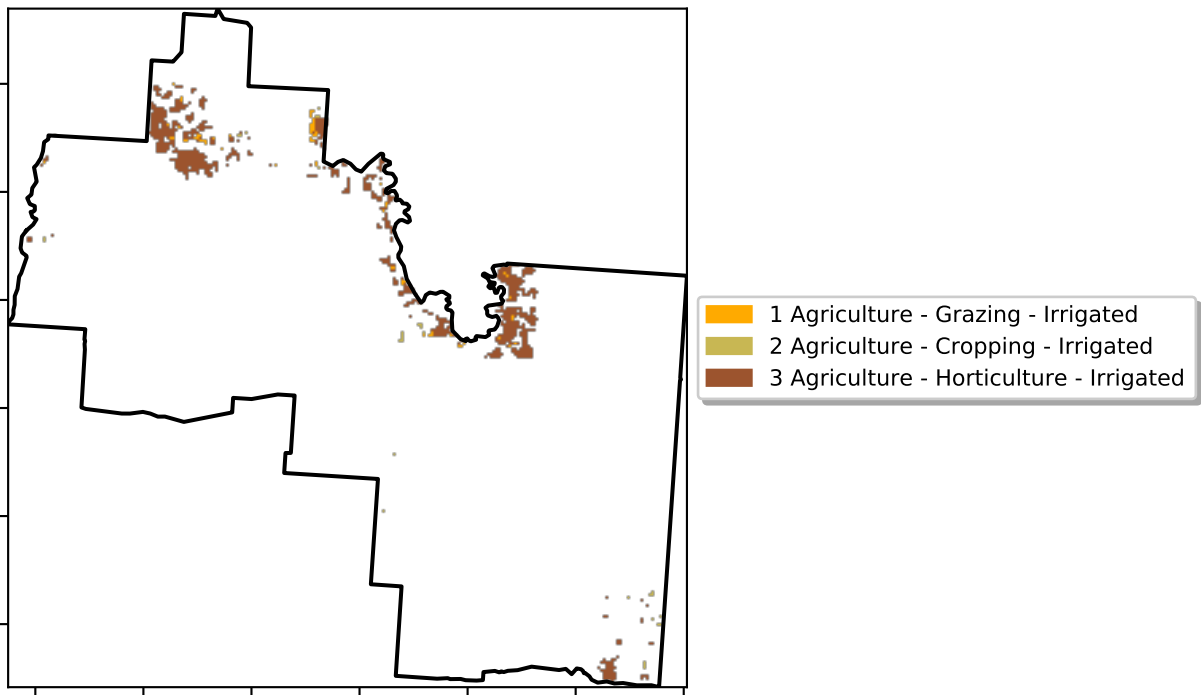 1 Agriculture - Grazing - Irrigated
2 Agriculture - Cropping - Irrigated
3 Agriculture - Horticulture - Irrigated